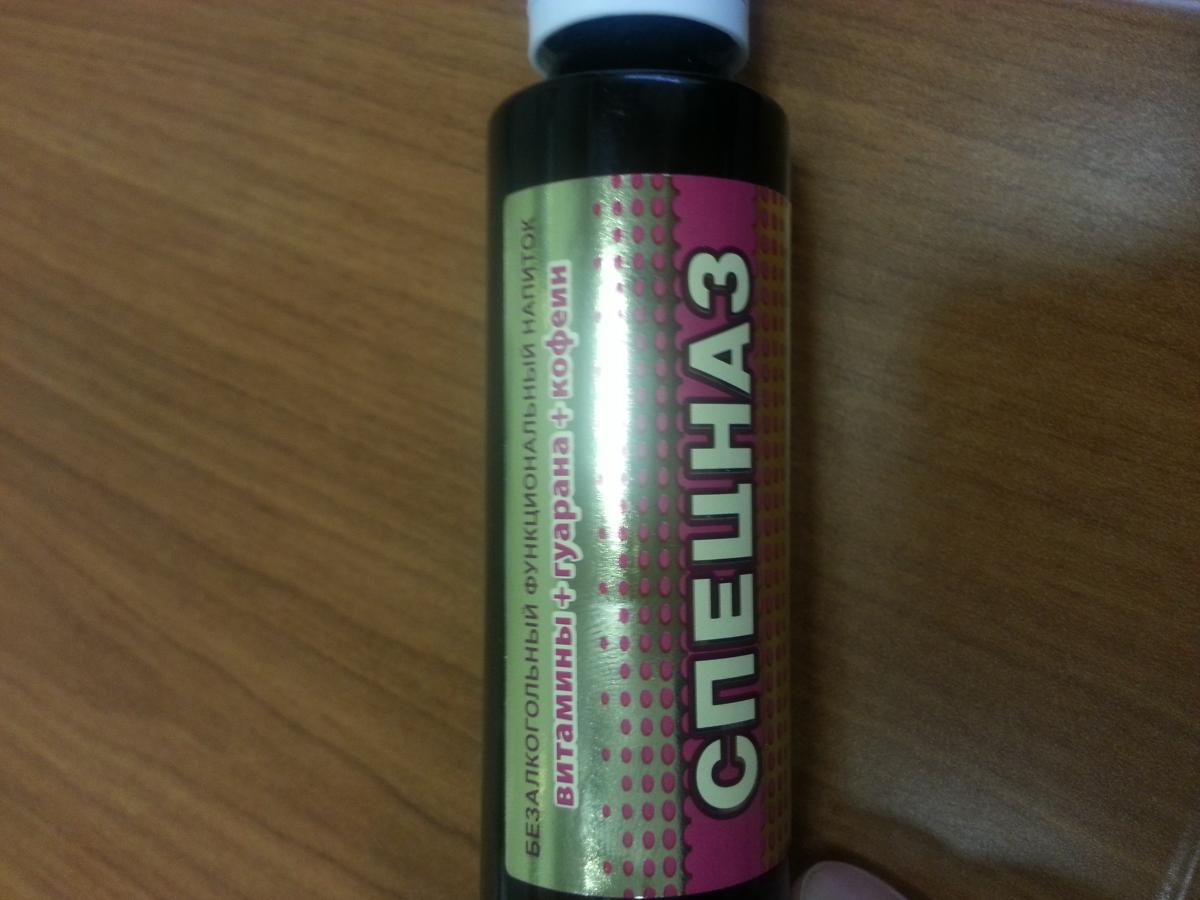 БЕЗАЛКОГОЛЬНЫЙ ФУНКЦИОНАЛЬНЫЙ НАПИТОК
витамины+гуарана+кофеин
СПЕЦНАЗ